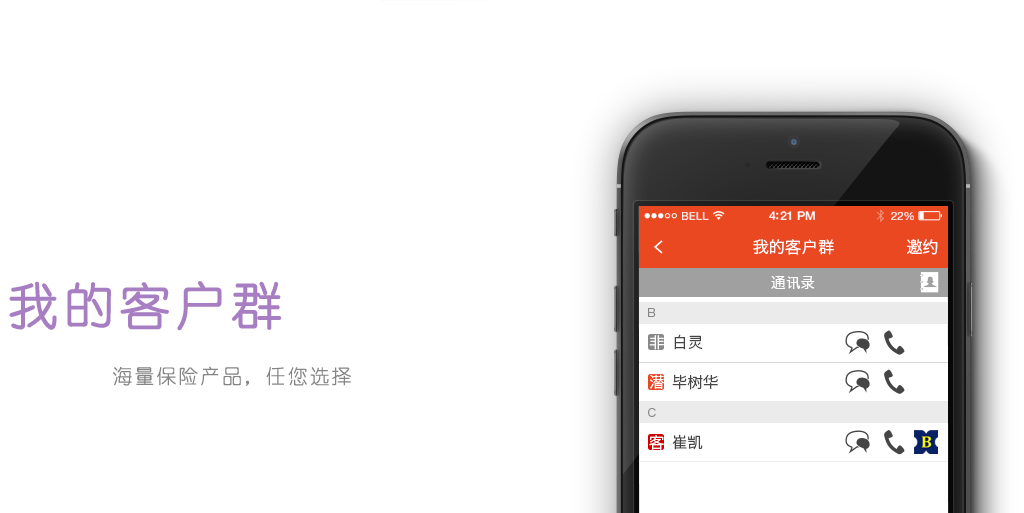 我的客户群
海量保险产品，任您选择
BELL 4:21 PM 22%
我的客户群 邀约
通讯录
B
非 白灵
潜 毕树华
C
客 崔凯 B